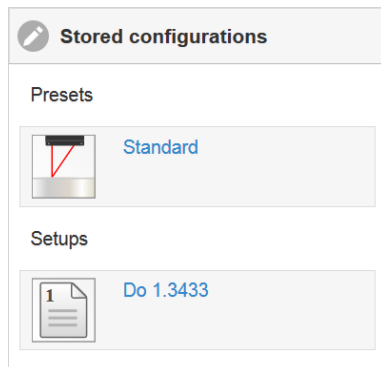 Stored configurations
Presets
Standard
Setups
1
Do 1.3433